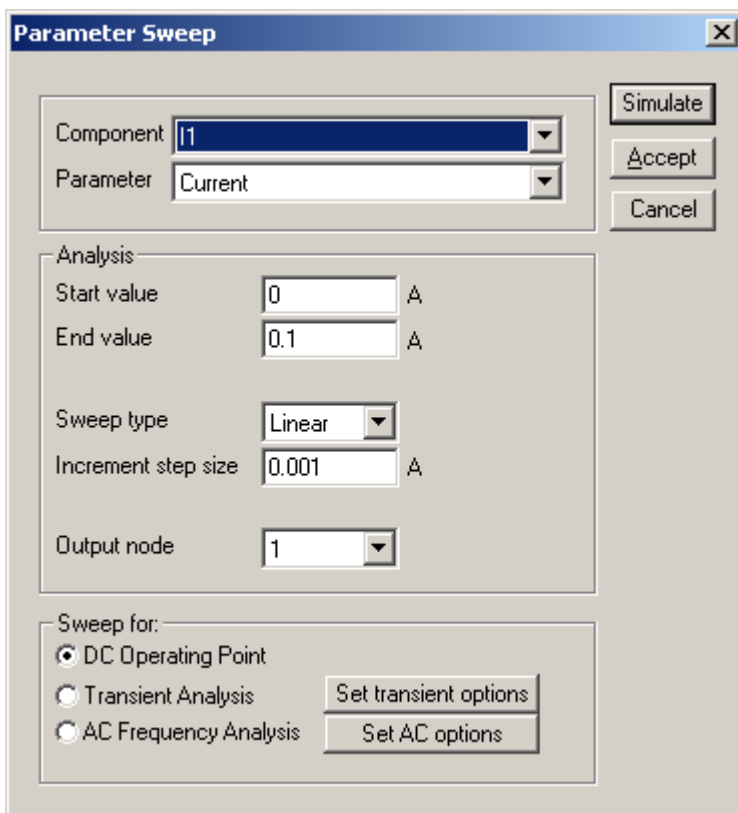 Parameter Sweep
Component I1
Parameter Current
Simulate
Accept
Cancel
Analysis
Start value 0 A
End value 0.1 A
Sweep type Linear
Increment step size 0.001 A
Output node 1
Sweep for:
DC Operating Point
Transient Analysis Set transient options
AC Frequency Analysis Set AC options